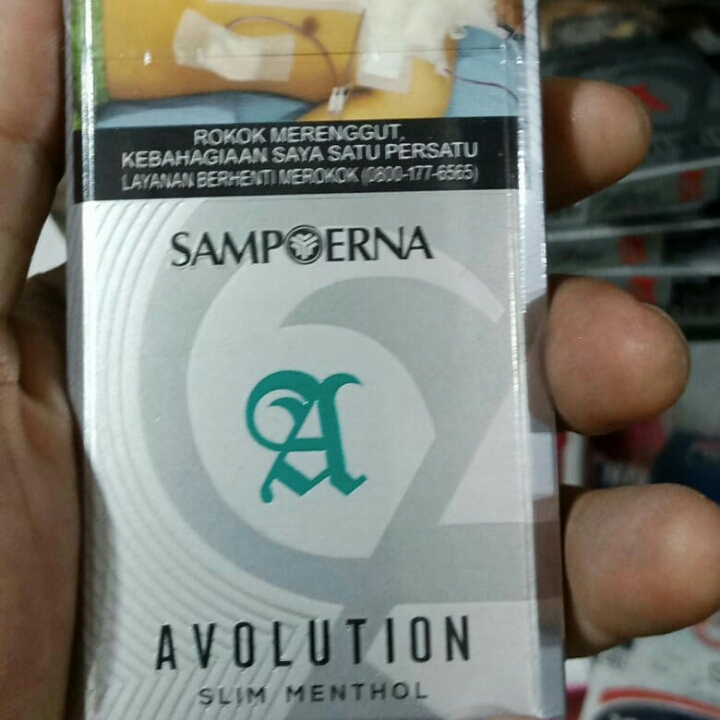 ROKOK MERENGGUT
KEBAHAGIAAN SAYA SATU PERSATU
LAYANAN BERHENTI MEROKOK (0800-177-6565)
SAMPOERNA
A
AVOLUTION
SLIM MENTHOL